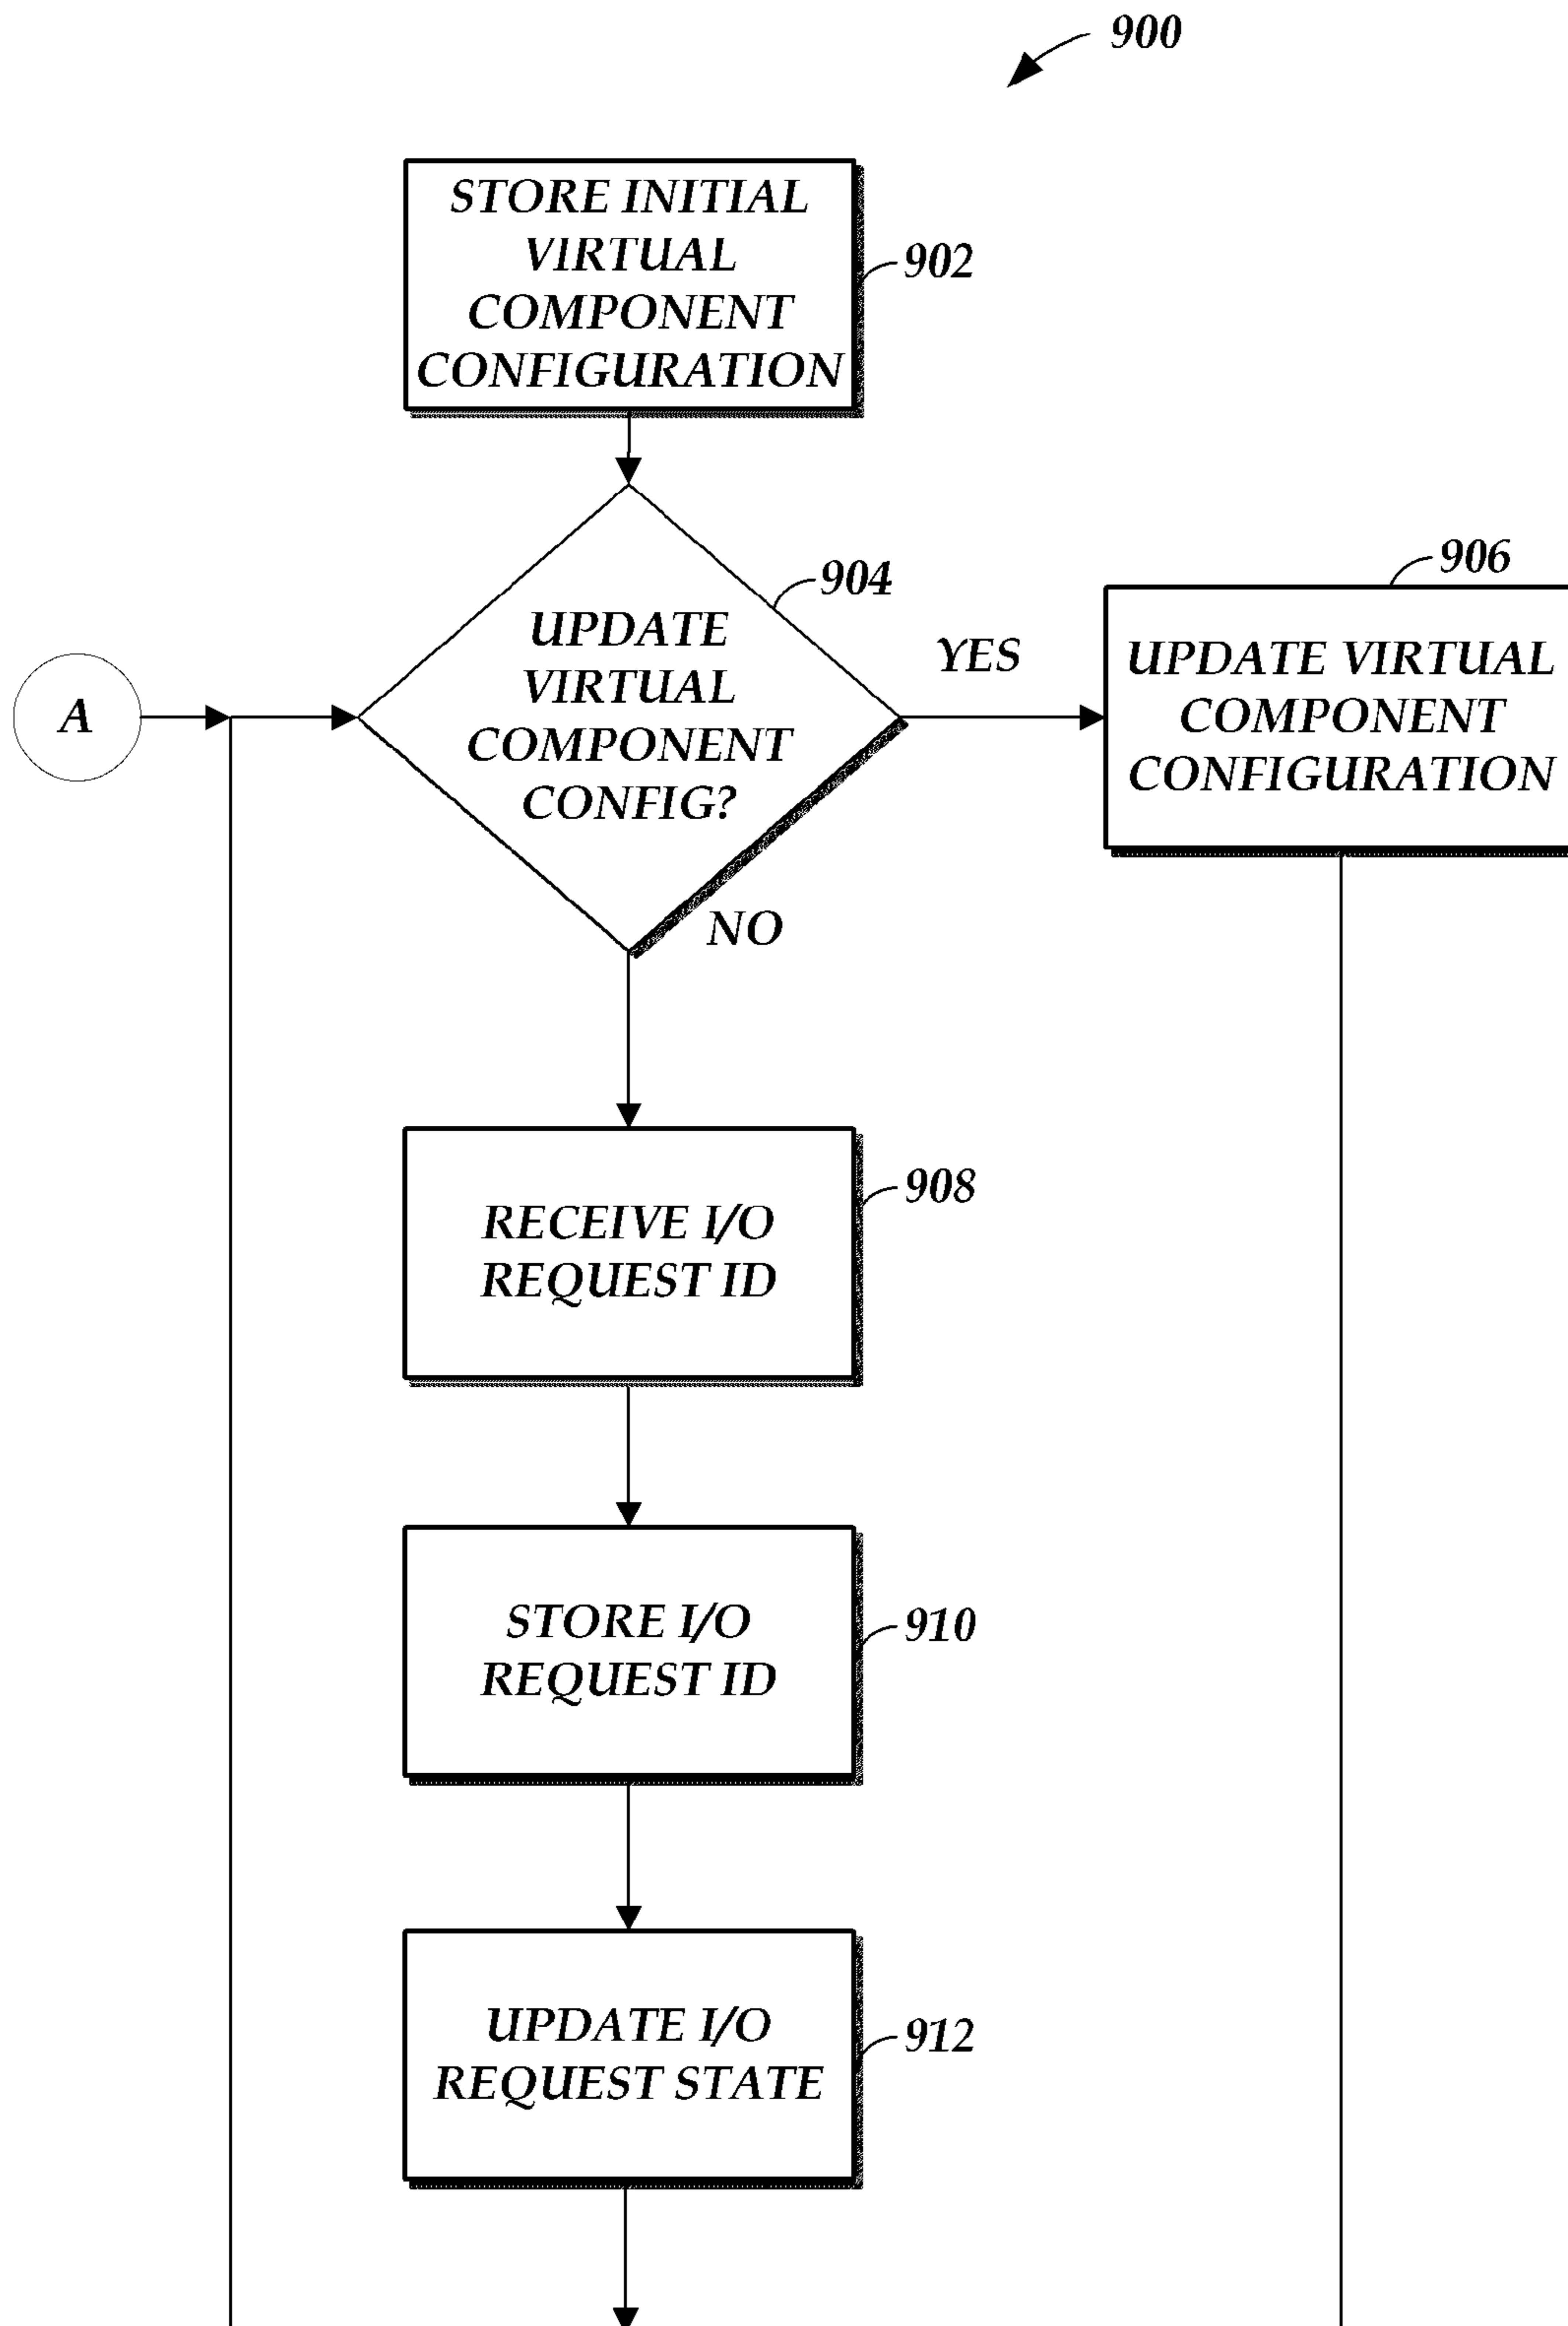 900
STORE INITIAL
VIRTUAL
COMPONENT
CONFIGURATION
902
904
UPDATE
VIRTUAL
COMPONENT
CONFIG?
A
YES
906
UPDATE VIRTUAL
COMPONENT
CONFIGURATION
NO
908
RECEIVE I/O
REQUEST ID
910
STORE I/O
REQUEST ID
912
UPDATE I/O
REQUEST STATE